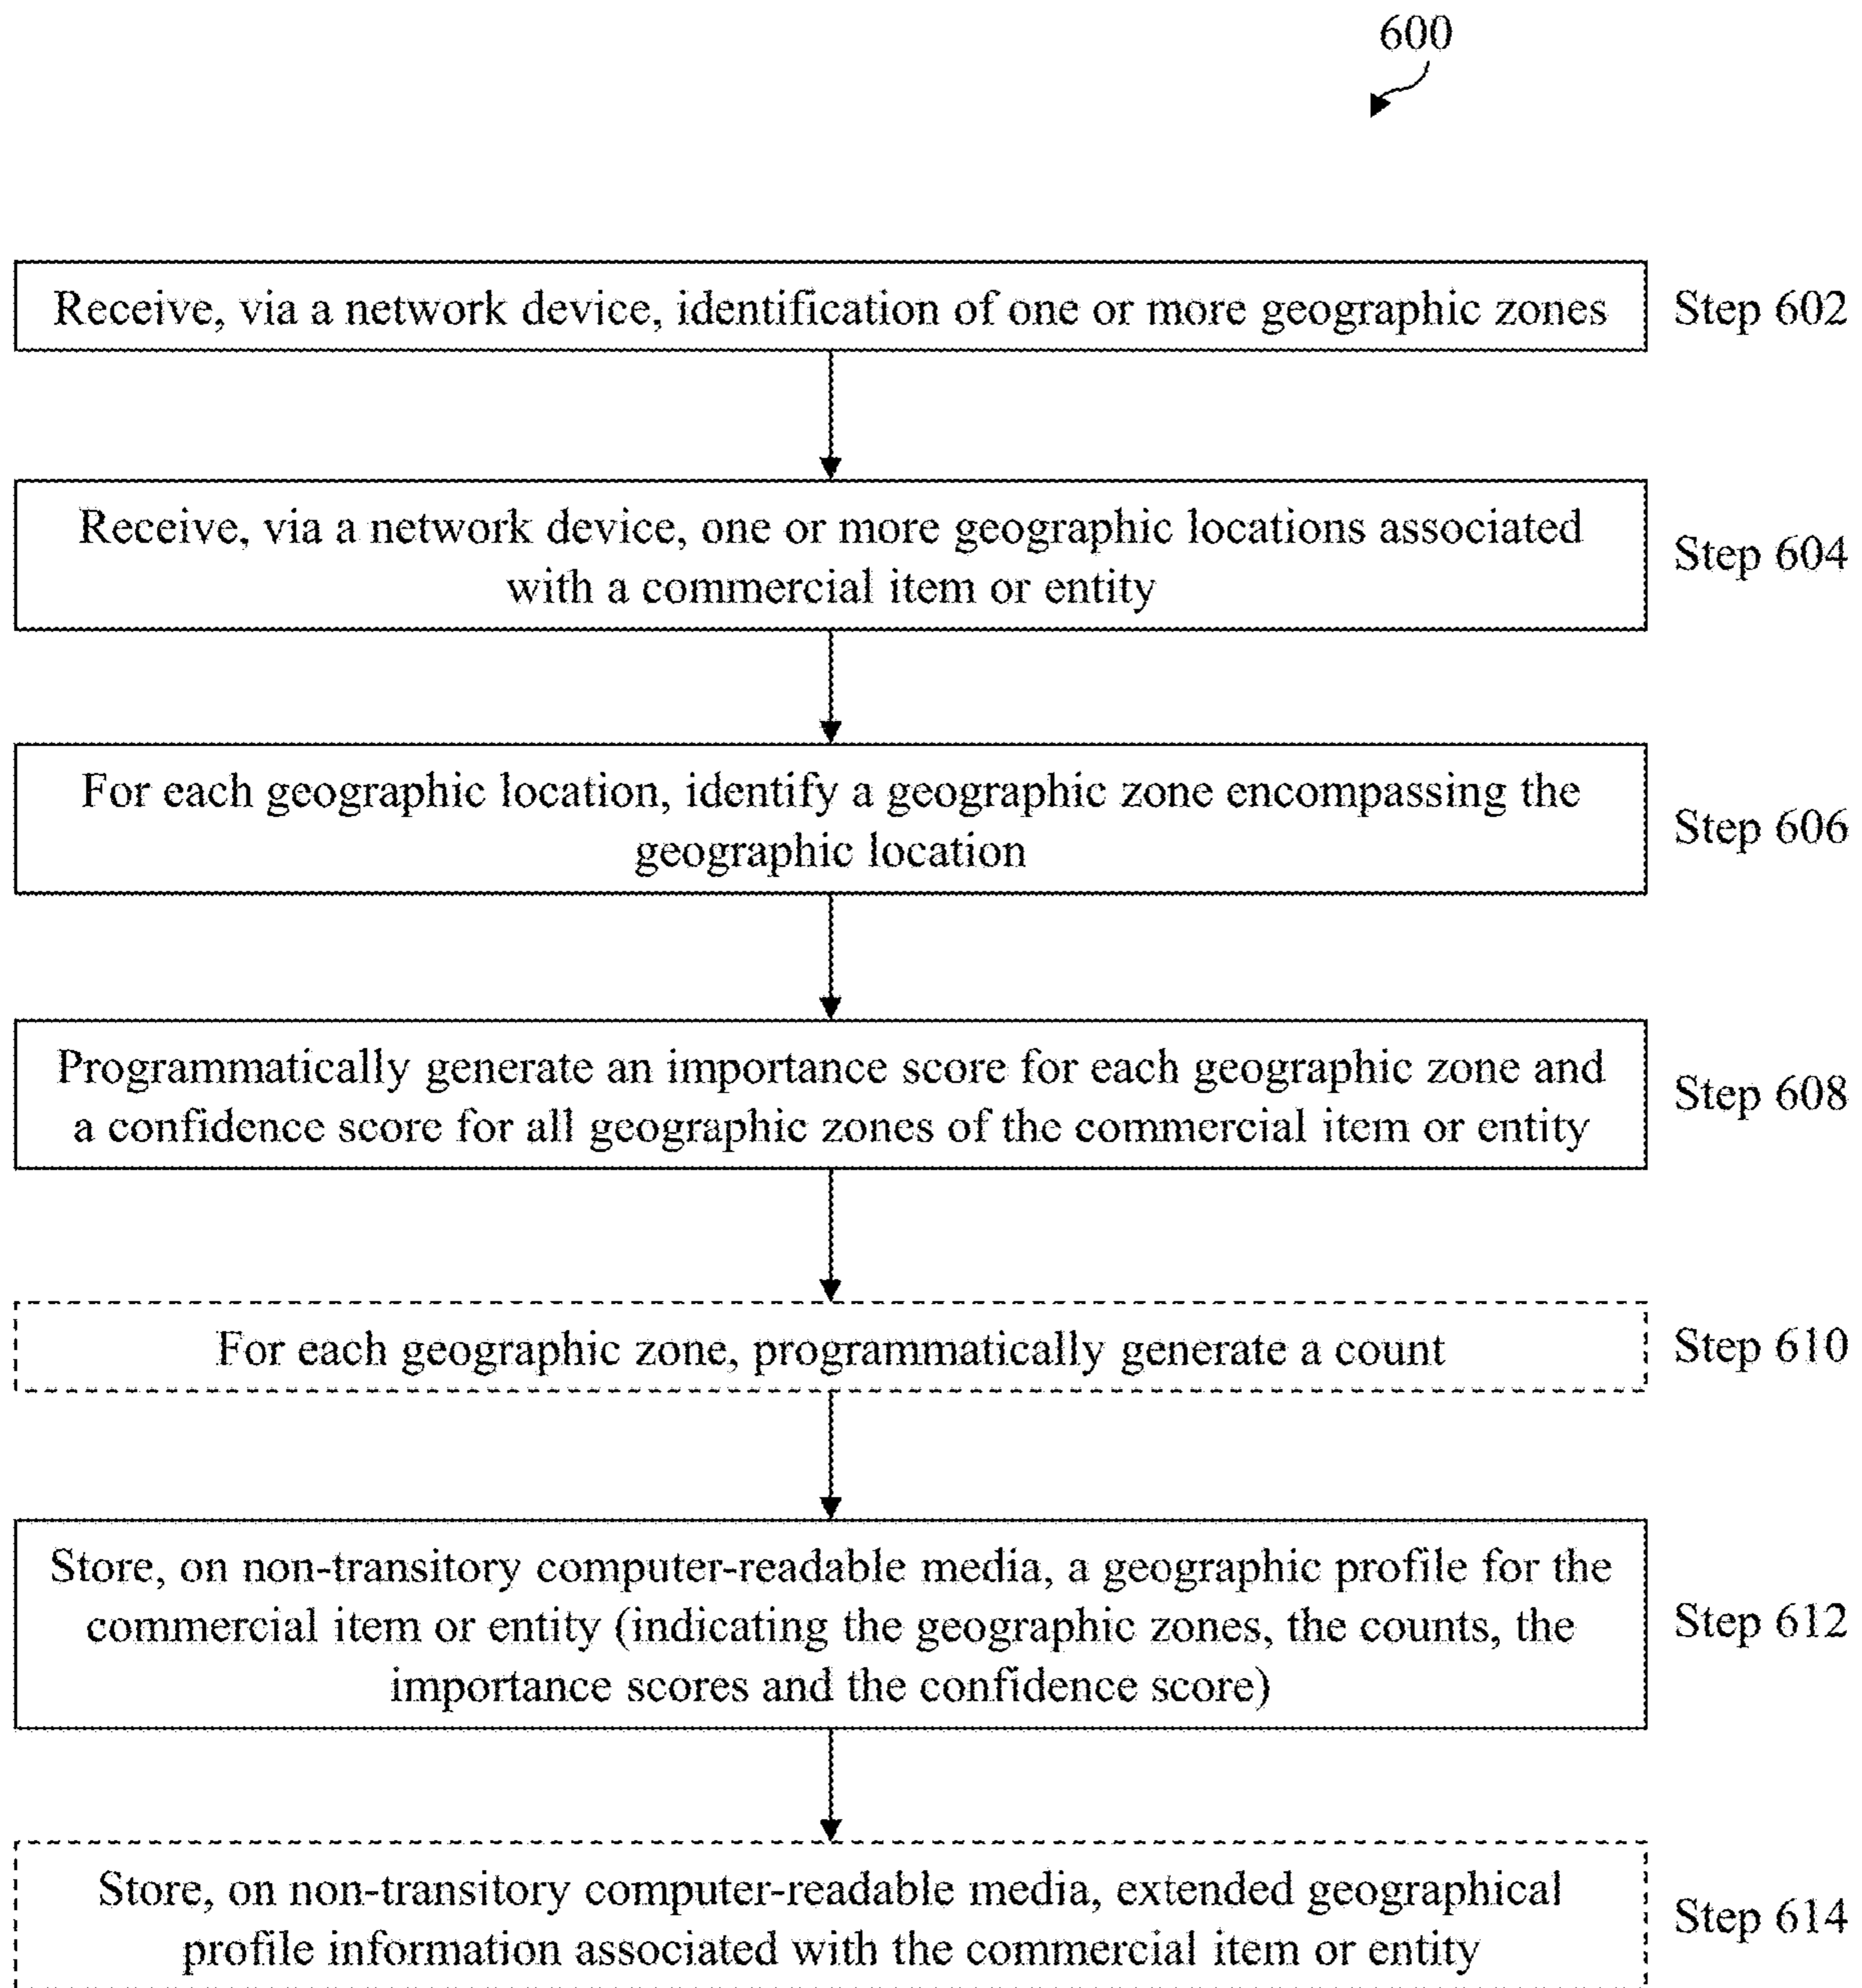 600
Receive, via a network device, identification of one or more geographic zones
Step 602
Receive, via a network device, one or more geographic locations associated
with a commercial item or entity
Step 604
For each geographic location, identify a geographic zone encompassing the
geographic location
Step 606
Programmatically generate an importance score for each geographic zone and
a confidence score for all geographic zones of the commercial item or entity
Step 608
For each geographic zone, programmatically generate a count
Step 610
Store, on non-transitory computer-readable media, a geographic profile for the
commercial item or entity (indicating the geographic zones, the counts, the
importance scores and the confidence score)
Step 612
Store, on non-transitory computer-readable media, extended geographical
profile information associated with the commercial item or entity
Step 614